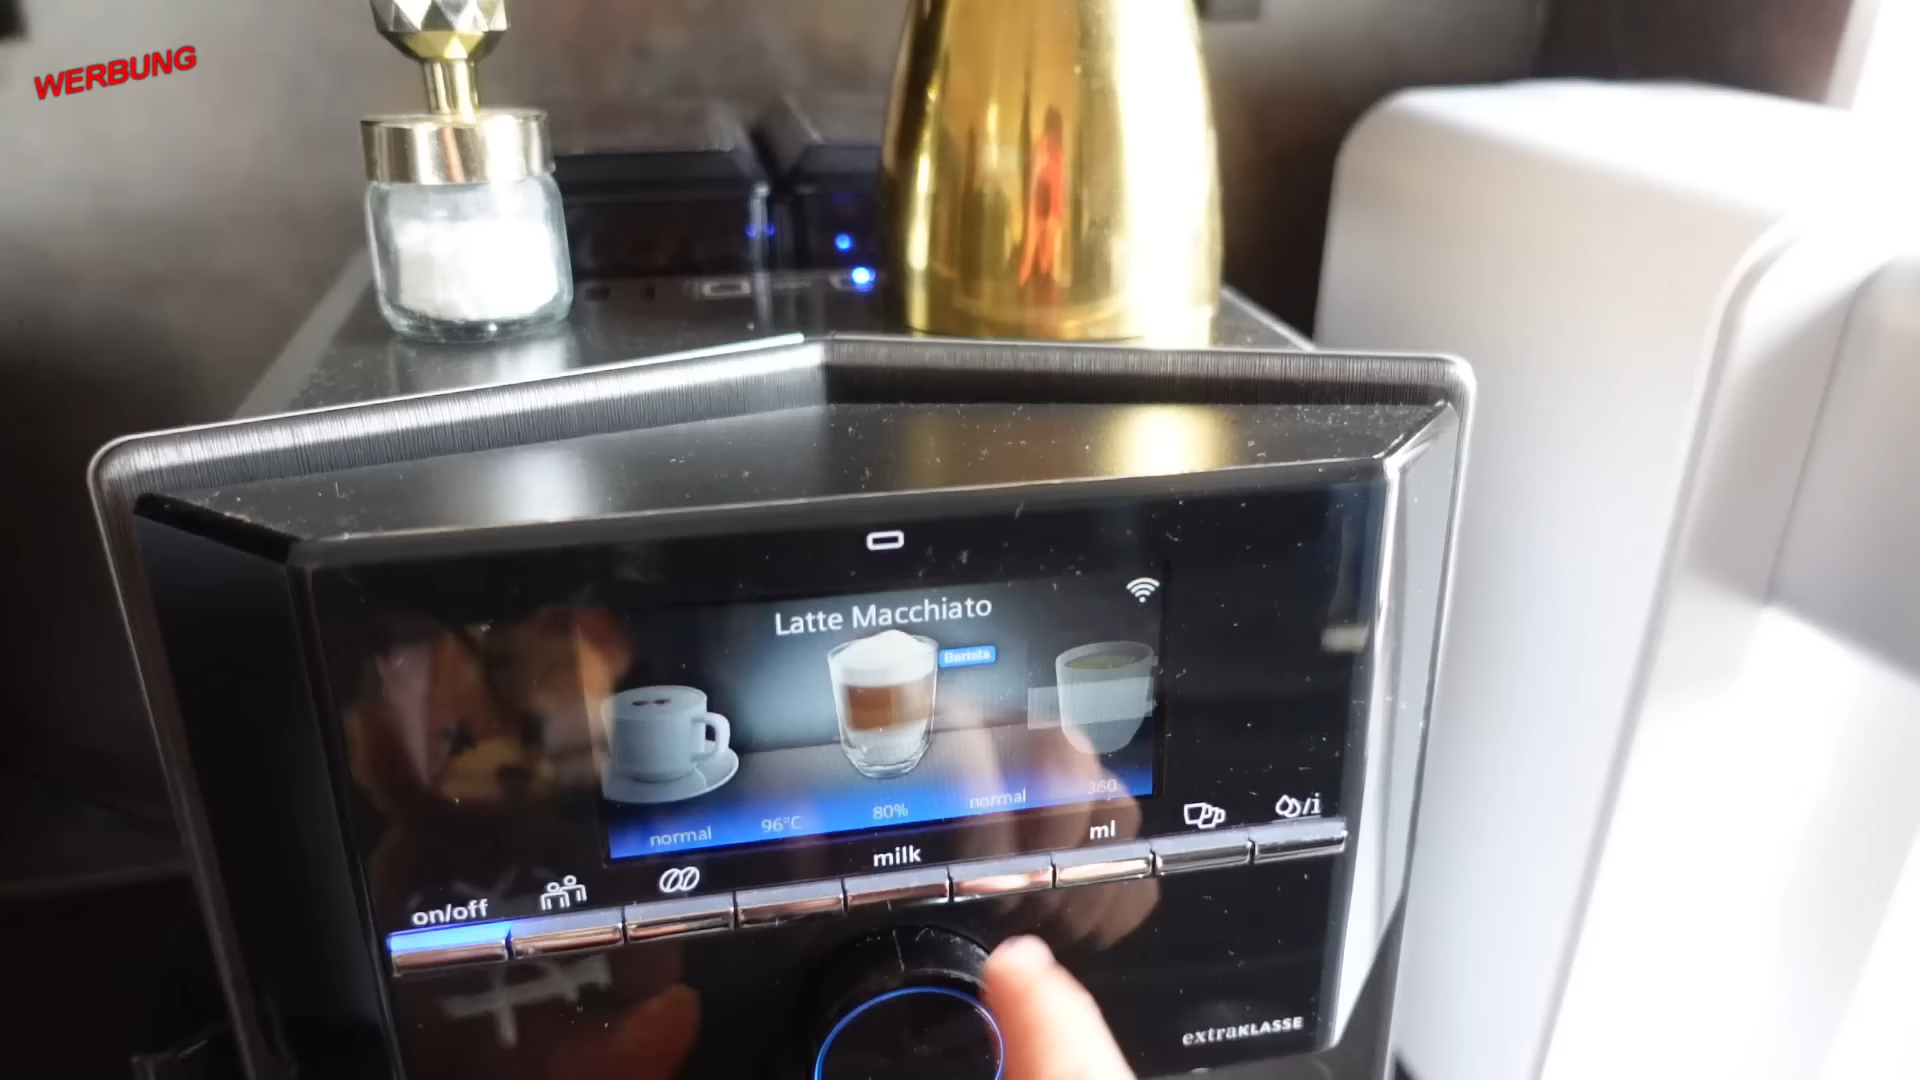 WERBUNG
Latte Macchiato
Barista
normal 96°C 80% normal 360
on/off milk ml /i
extraKLASSE